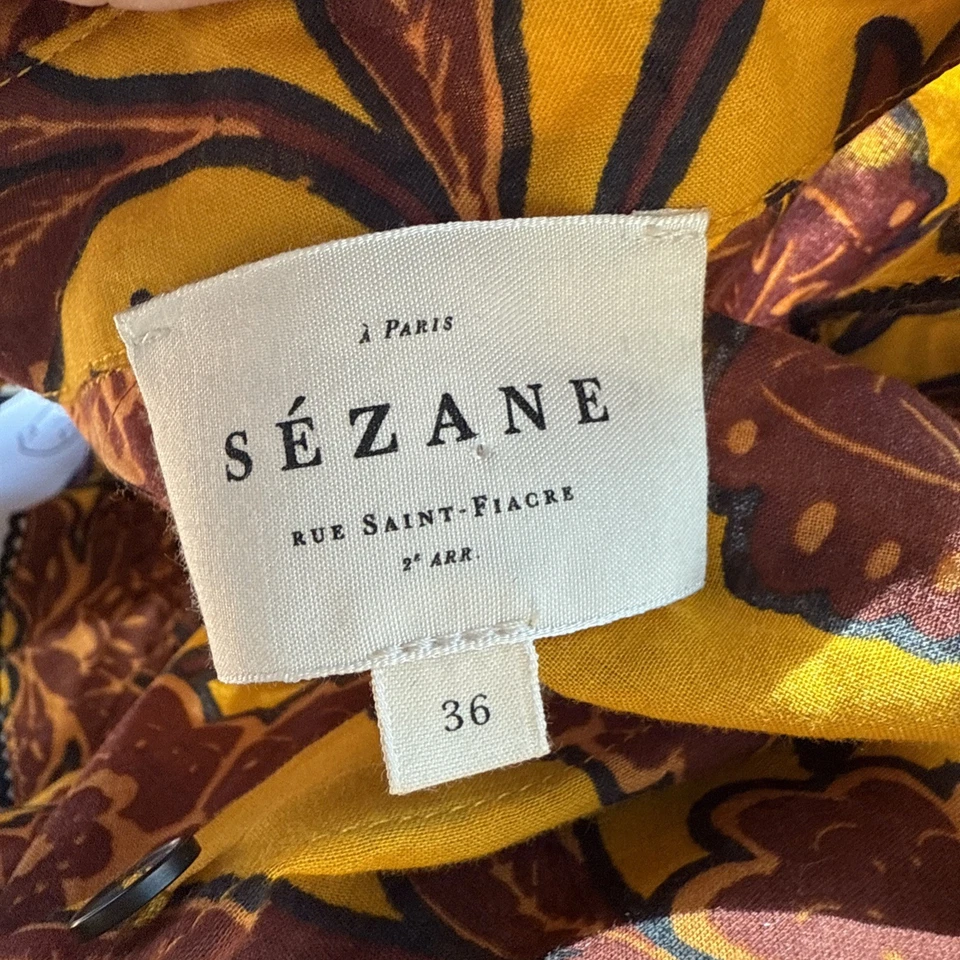 À PARIS
SÉZANE
RUE SAINT-FIACRE
2E ARR.
36